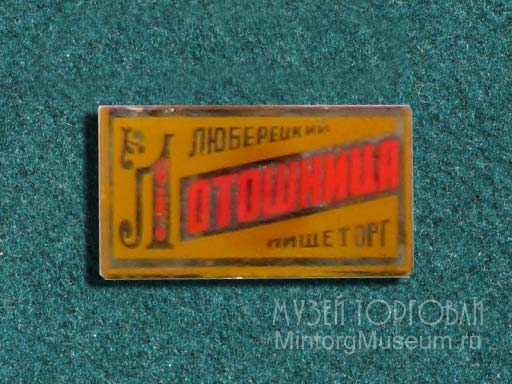 ЛЮБЕРЕЦКИЙ
ЛОТОШНИЦА
ПИЩЕТОРГ
МУЗЕЙ ТОРГОВЛИ
MintorgMuseum.ru